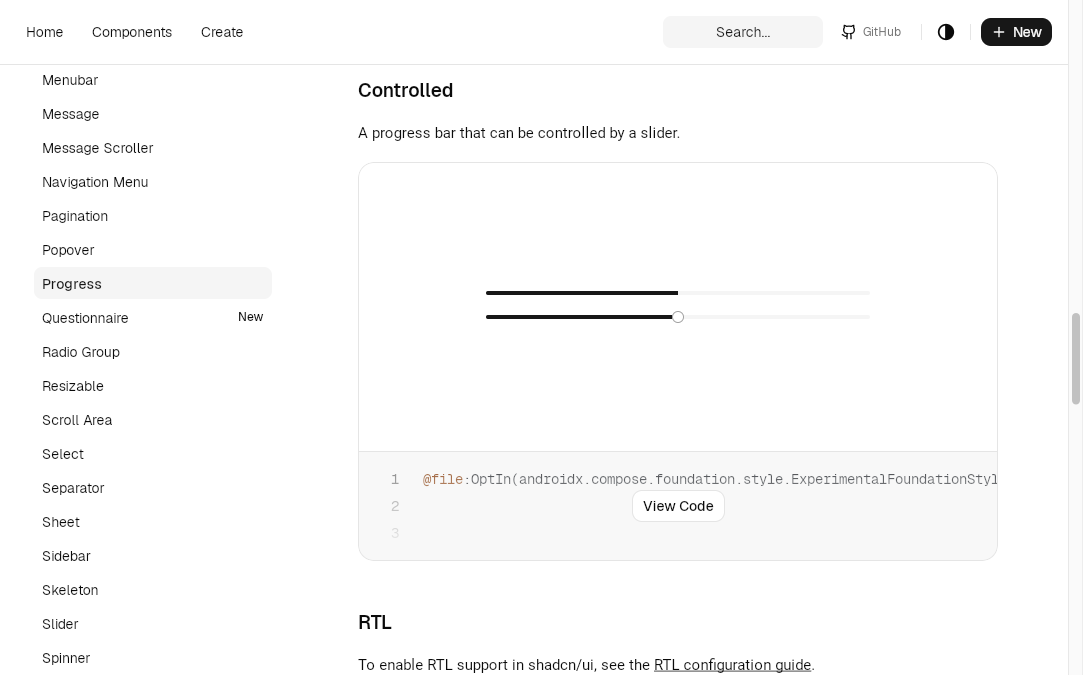 Home
Components
Create
Search...
GitHub
New
Menubar
Message
Message Scroller
Navigation Menu
Pagination
Popover
Progress
Questionnaire New
Radio Group
Resizable
Scroll Area
Select
Separator
Sheet
Sidebar
Skeleton
Slider
Spinner
Controlled
A progress bar that can be controlled by a slider.
1 @file:OptIn(androidx.compose.foundation.style.ExperimentalFoundationStyl
2
3
View Code
RTL
To enable RTL support in shadcn/ui, see the RTL configuration guide.